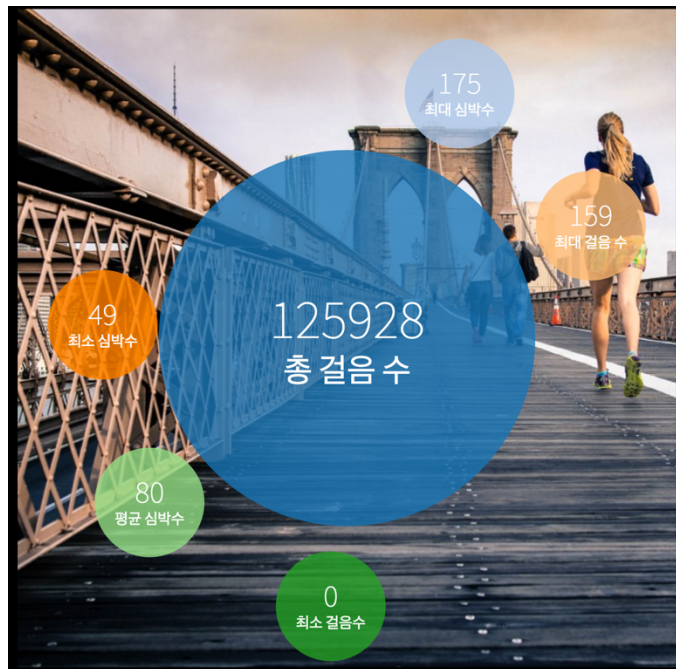 175
최대 심박수
159
최대 걸음 수
125928
총 걸음 수
49
최소 심박수
80
평균 심박수
0
최소 걸음수